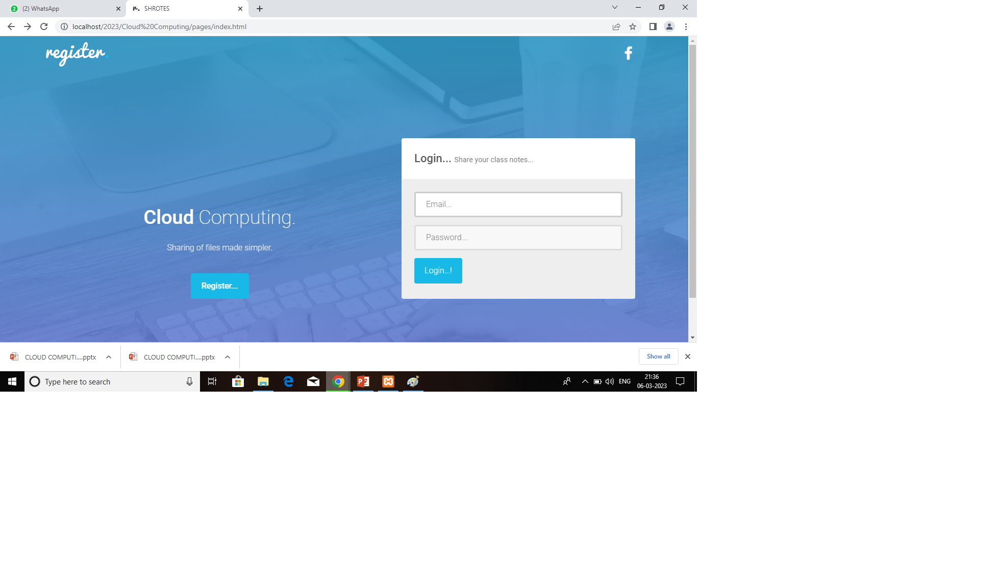 (2) WhatsApp
SHROTES
localhost/2023/Cloud%20Computing/pages/index.html
register.
Login... Share your class notes...
Email...
Password...
Login...!
Cloud Computing.
Sharing of files made simpler.
Register...
CLOUD COMPUTI....pptx
CLOUD COMPUTI....pptx
Show all
Type here to search
ENG
21:36
06-03-2023